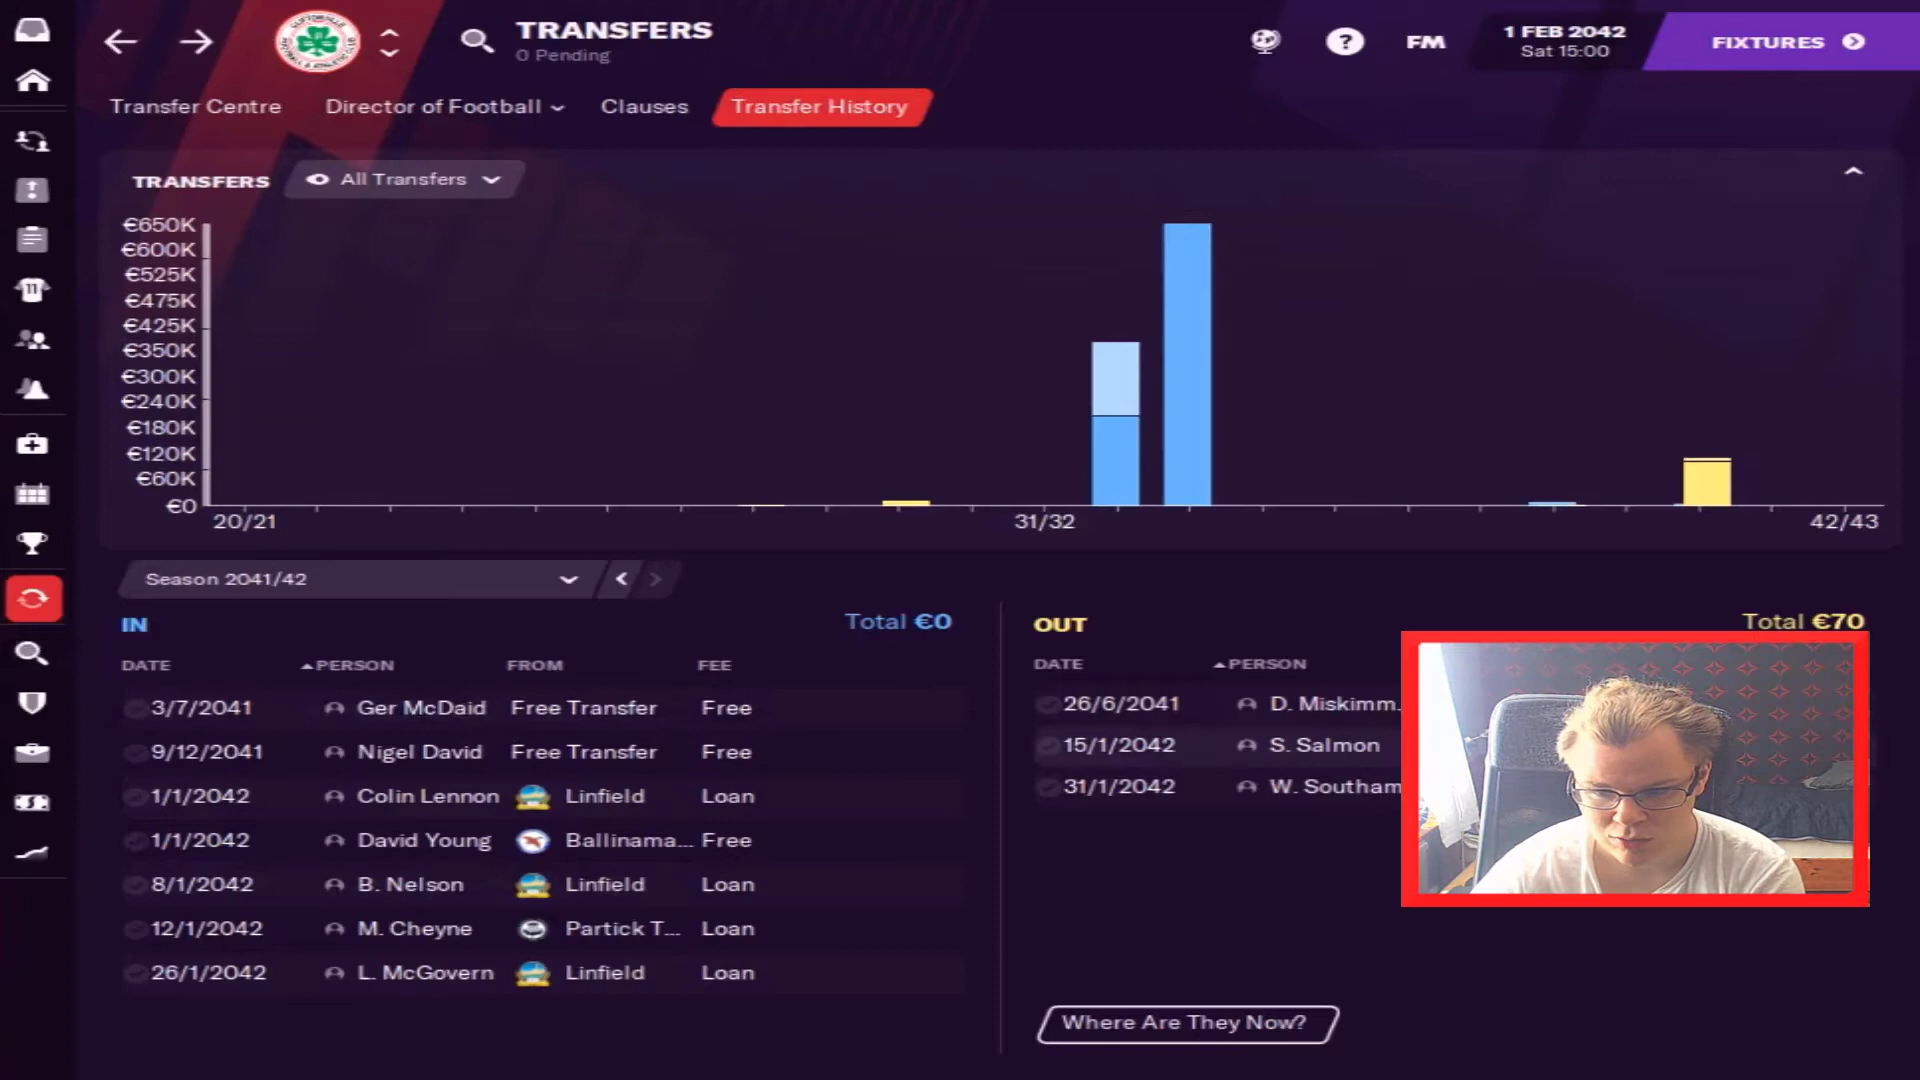 TRANSFERS
0 Pending
FM
1 FEB 2042
Sat 15:00
FIXTURES
Transfer Centre
Director of Football
Clauses
Transfer History
TRANSFERS
All Transfers
€650K
€600K
€525K
€475K
€425K
€350K
€300K
€240K
€180K
€120K
€60K
€0
20/21
31/32
42/43
Season 2041/42
IN
Total €0
DATE PERSON FROM FEE
3/7/2041 Ger McDaid Free Transfer Free
9/12/2041 Nigel David Free Transfer Free
1/1/2042 Colin Lennon Linfield Loan
1/1/2042 David Young Ballinama... Free
8/1/2042 B. Nelson Linfield Loan
12/1/2042 M. Cheyne Partick T... Loan
26/1/2042 L. McGovern Linfield Loan
OUT
Total €70
DATE PERSON
26/6/2041 D. Miskimm.
15/1/2042 S. Salmon
31/1/2042 W. Southam
Where Are They Now?